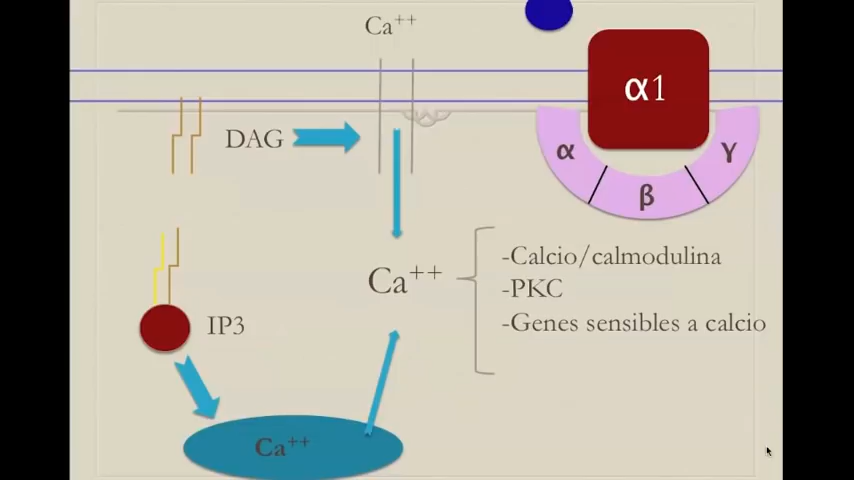 Ca++
α1
DAG
α
γ
β
Ca++
-Calcio/calmodulina
-PKC
-Genes sensibles a calcio
IP3
Ca++